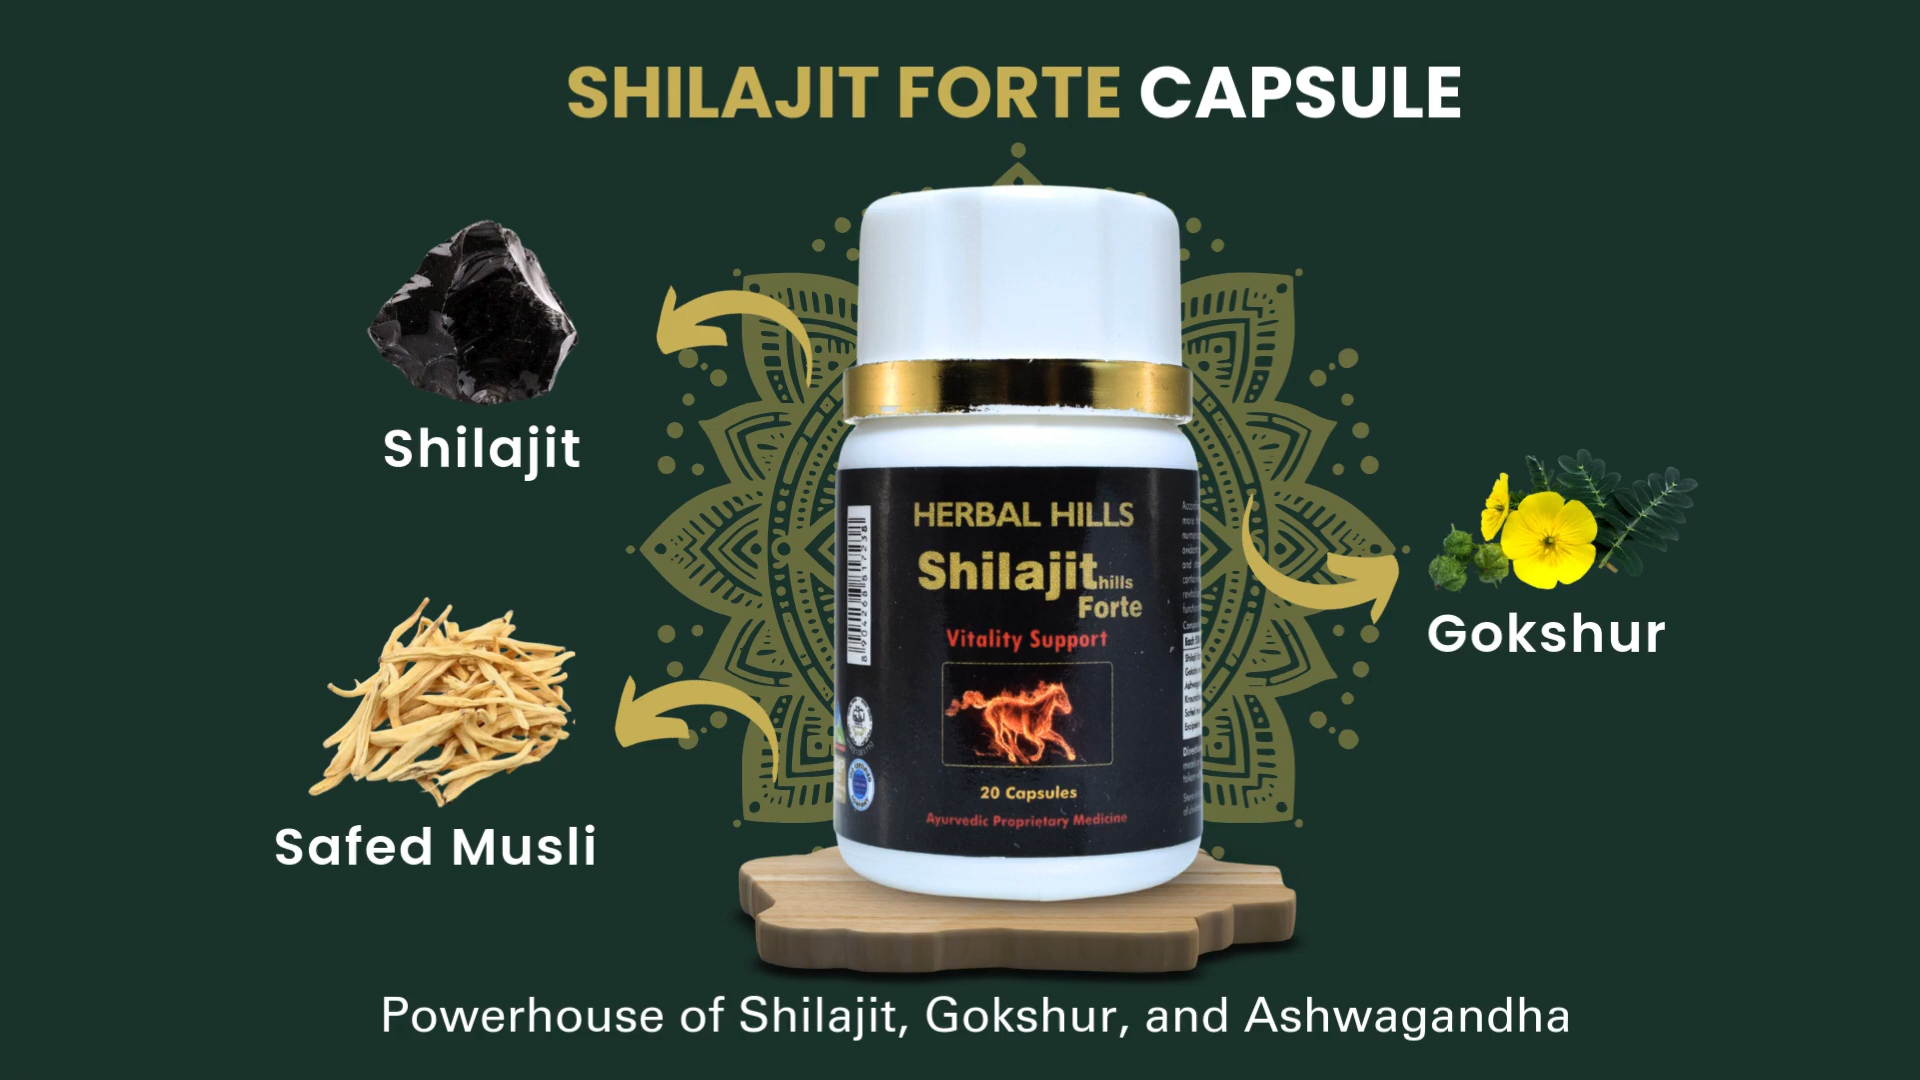 SHILAJIT FORTE CAPSULE
Shilajit
Gokshur
Safed Musli
HERBAL HILLS
Shilajit hills
Forte
Vitality Support
20 Capsules
Ayurvedic Proprietary Medicine
8904268817238
Powerhouse of Shilajit, Gokshur, and Ashwagandha